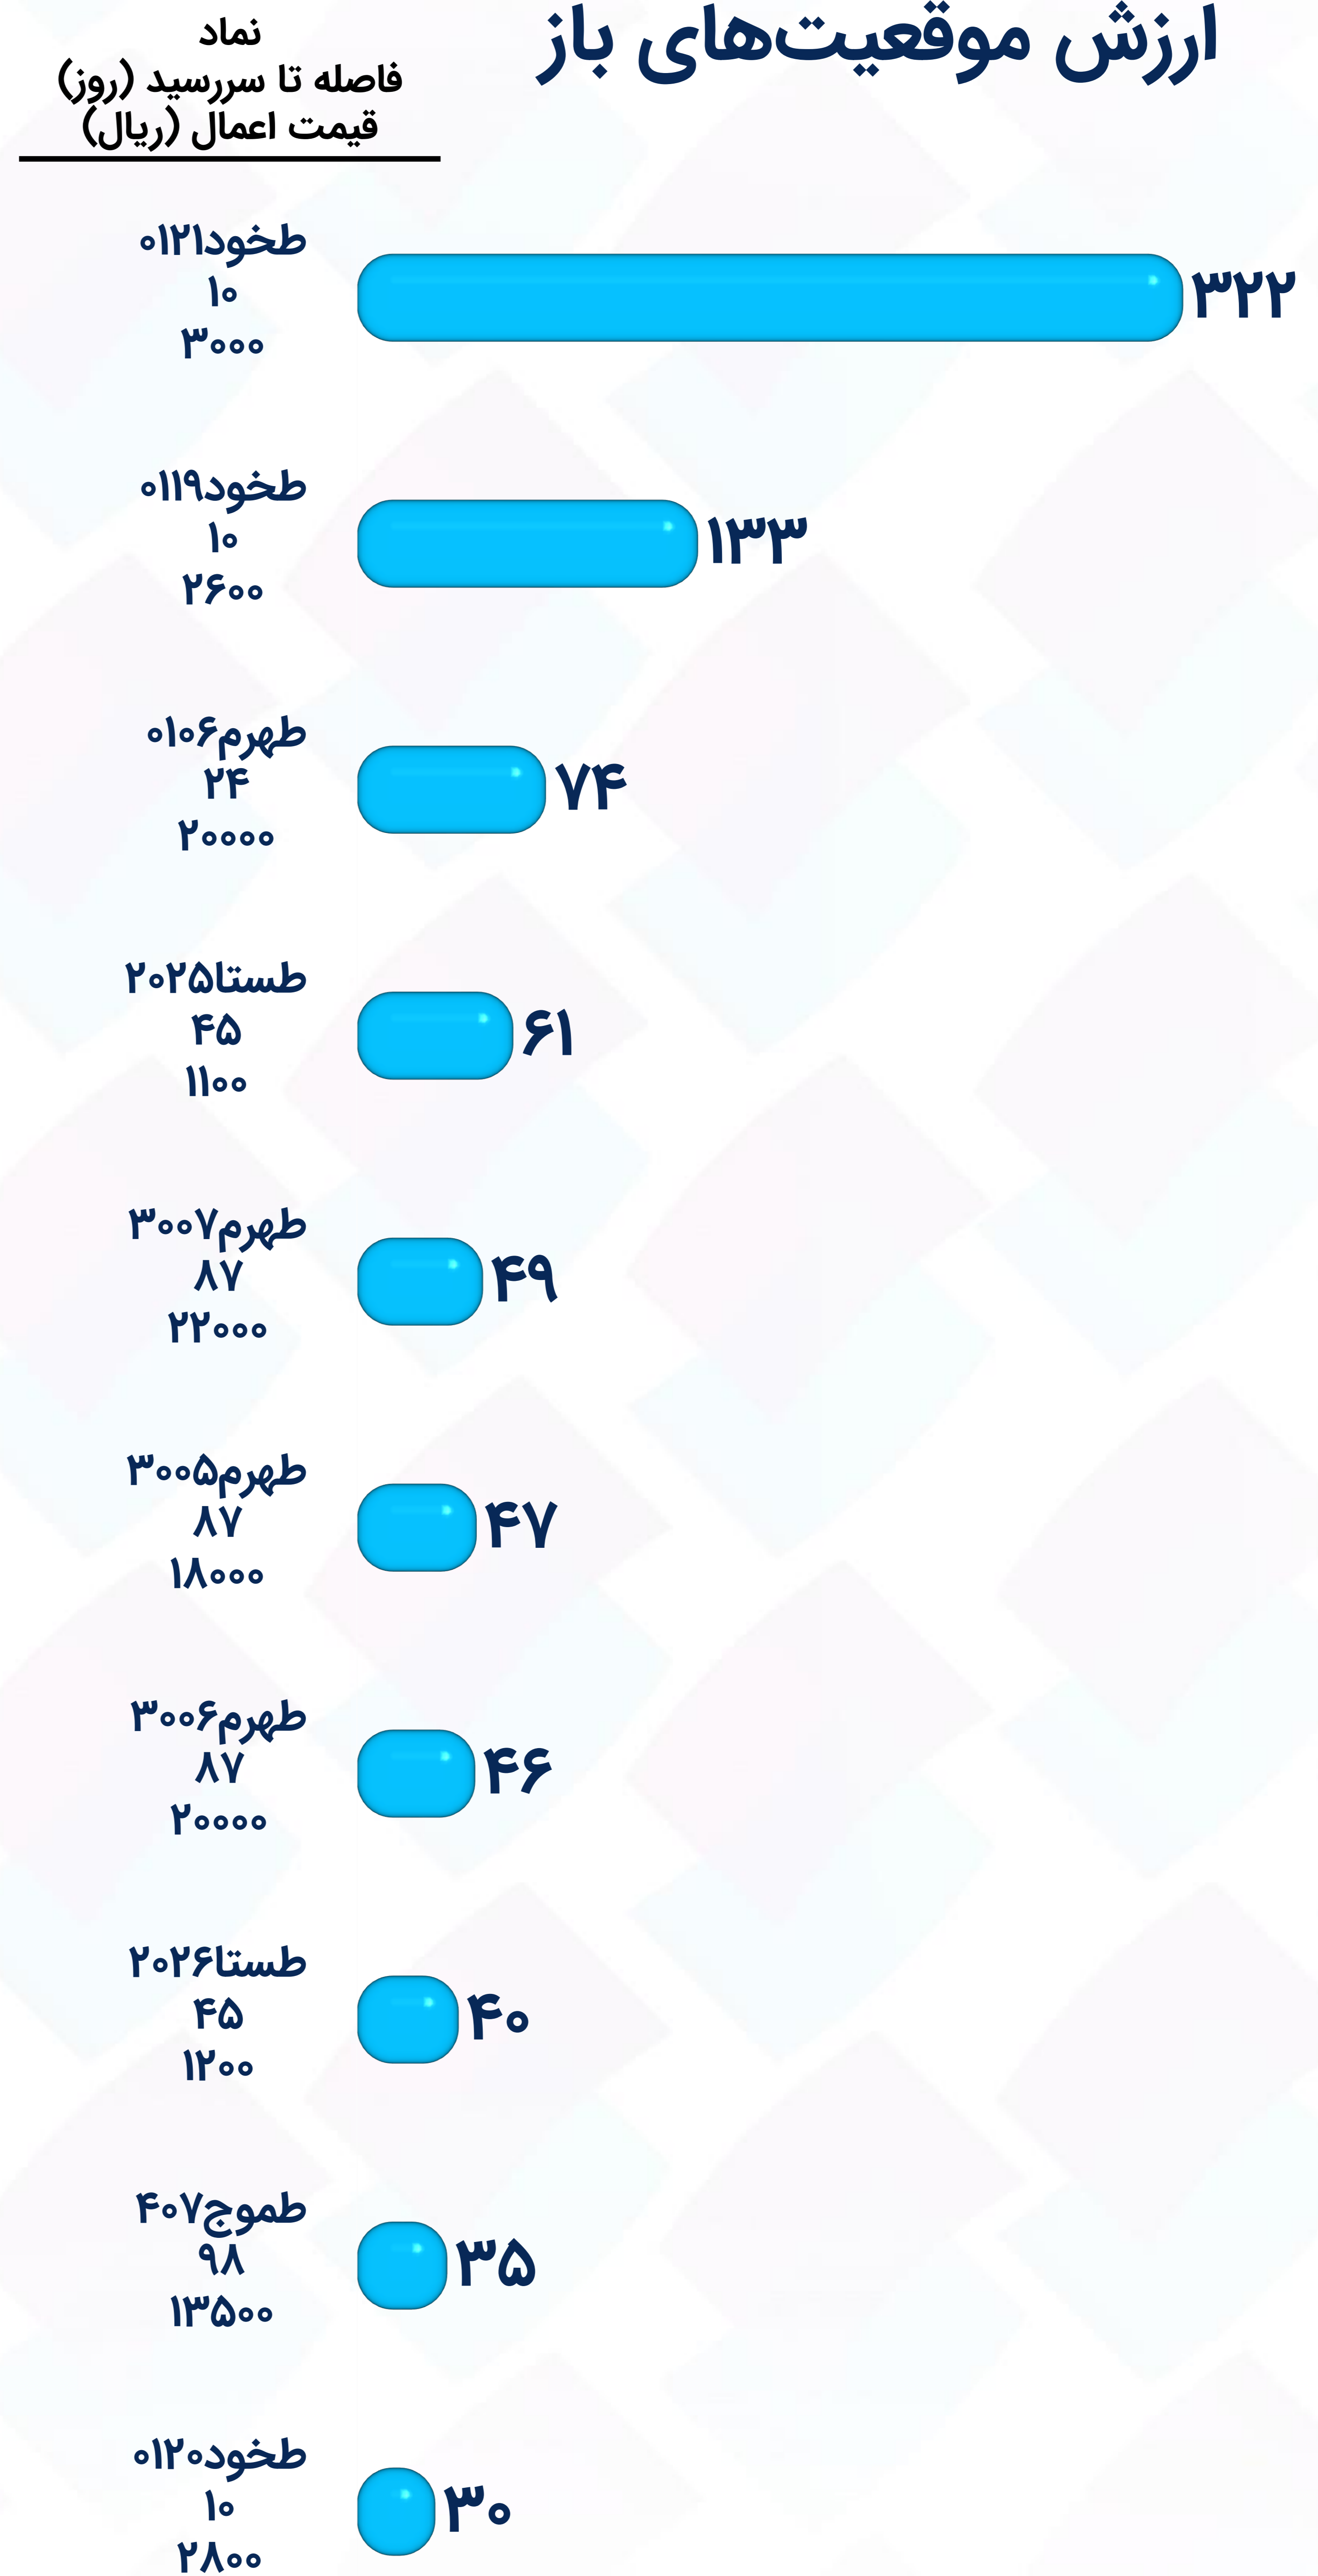 ارزش موقعیت‌های باز
نماد
فاصله تا سررسید (روز)
قیمت اعمال (ریال)
طخود۰۱۲۱
۱۰
۳۰۰۰
۳۲۲
طخود۰۱۱۹
۱۰
۲۶۰۰
۱۳۳
طهرم۰۱۰۶
۲۴
۲۰۰۰۰
۷۴
طستا۲۰۲۵
۴۵
۱۱۰۰
۶۱
طهرم۳۰۰۷
۸۷
۲۲۰۰۰
۴۹
طهرم۳۰۰۵
۸۷
۱۸۰۰۰
۴۷
طهرم۳۰۰۶
۸۷
۲۰۰۰۰
۴۶
طستا۲۰۲۶
۴۵
۱۲۰۰
۴۰
طموج۴۰۷
۹۸
۱۳۵۰۰
۳۵
طخود۰۱۲۰
۱۰
۲۸۰۰
۳۰